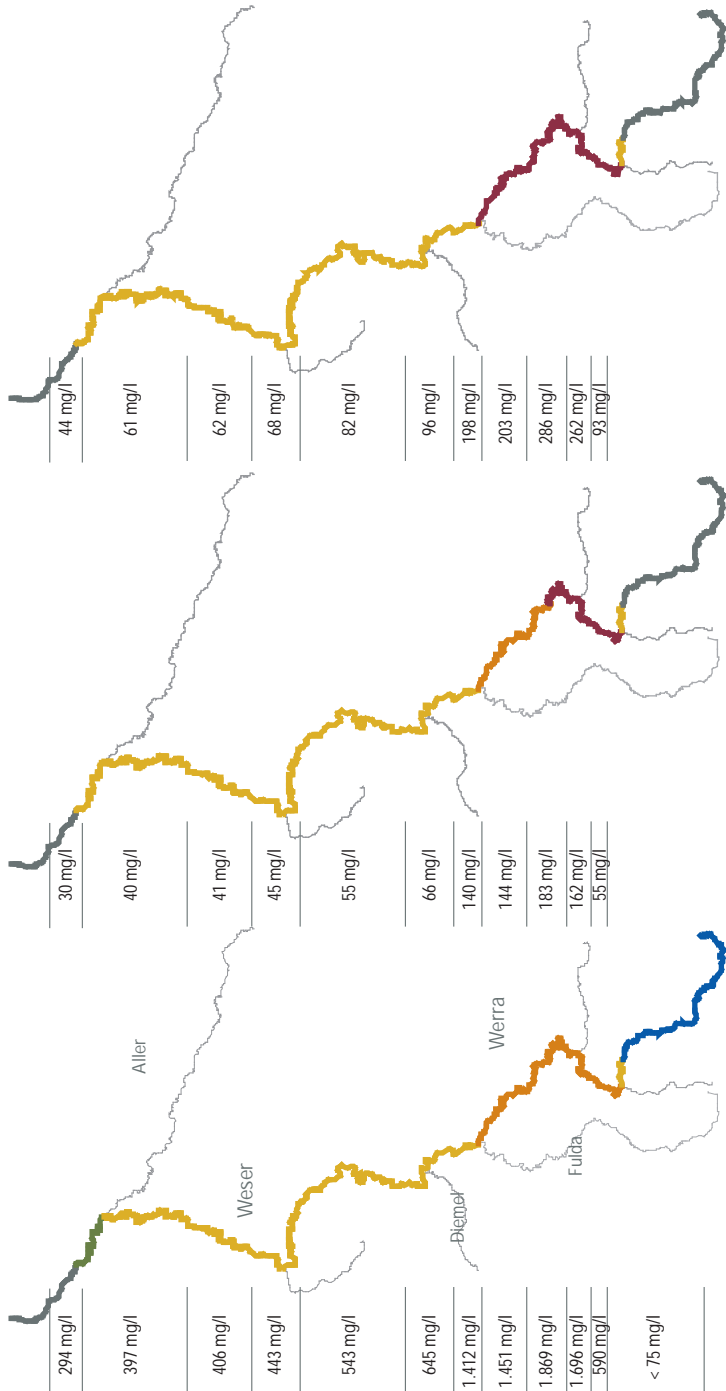 44 mg/l
61 mg/l
62 mg/l
68 mg/l
82 mg/l
96 mg/l
198 mg/l
203 mg/l
286 mg/l
262 mg/l
93 mg/l
30 mg/l
40 mg/l
41 mg/l
45 mg/l
55 mg/l
66 mg/l
140 mg/l
144 mg/l
183 mg/l
162 mg/l
55 mg/l
Aller
Weser
Diemel
Werra
Fulda
294 mg/l
397 mg/l
406 mg/l
443 mg/l
543 mg/l
645 mg/l
1.412 mg/l
1.451 mg/l
1.869 mg/l
1.696 mg/l
590 mg/l
< 75 mg/l